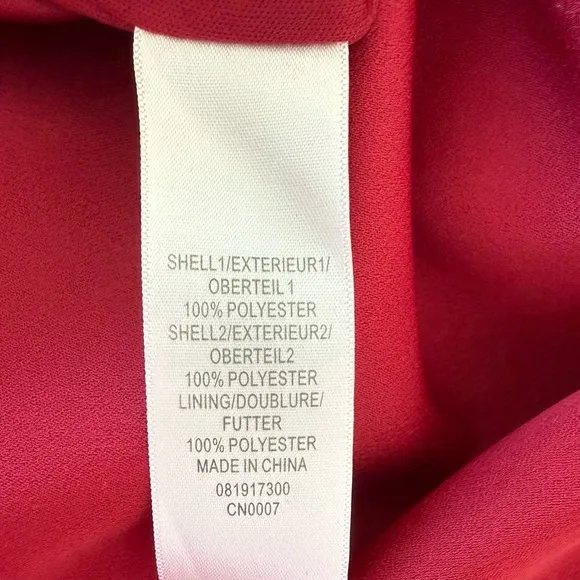 SHELL1/EXTERIEUR1/
OBERTEIL 1
100% POLYESTER
SHELL2/EXTERIEUR2/
OBERTEIL2
100% POLYESTER
LINING/DOUBLURE/
FUTTER
100% POLYESTER
MADE IN CHINA
081917300
CN0007